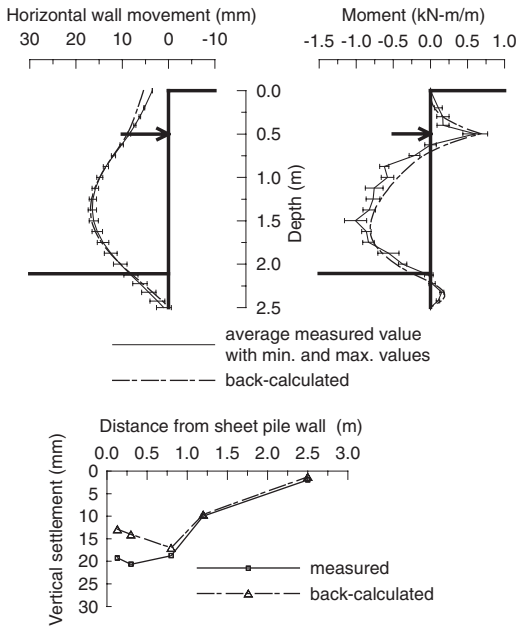 Horizontal wall movement (mm)
30 20 10 0 -10
Moment (kN-m/m)
-1.5 -1.0 -0.5 0.0 0.5 1.0
0.0
0.5
1.0
1.5
2.0
2.5
Depth (m)
average measured value
with min. and max. values
back-calculated
Distance from sheet pile wall (m)
0.0 0.5 1.0 1.5 2.0 2.5 3.0
Vertical settlement (mm)
0
5
10
15
20
25
30
measured
back-calculated